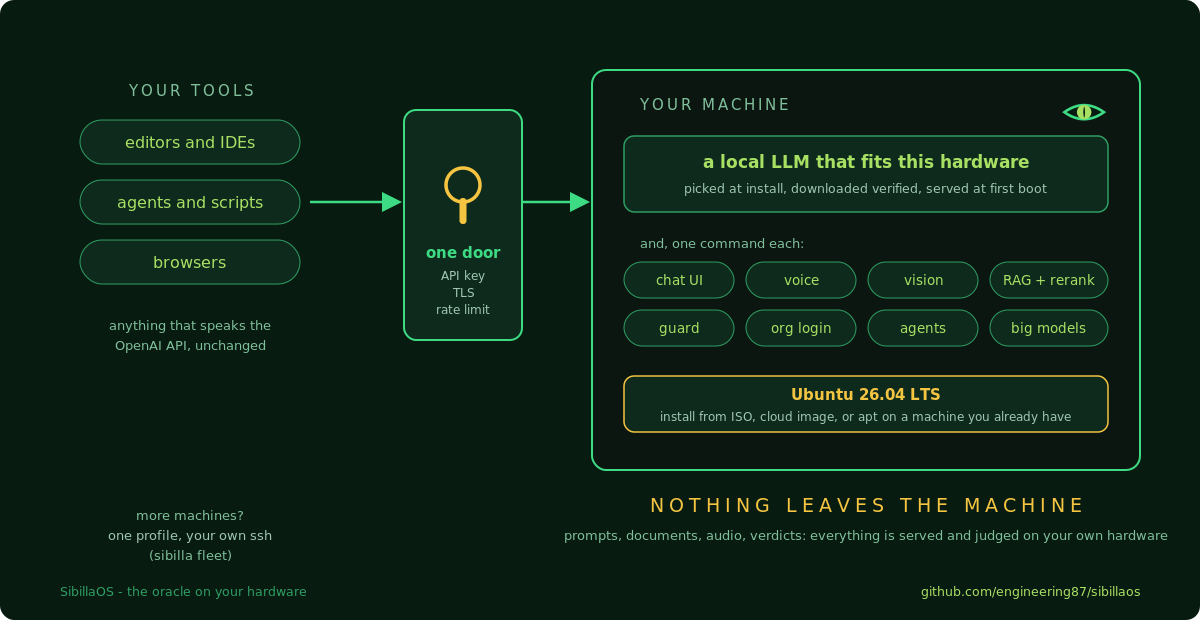 YOUR TOOLS
editors and IDEs
agents and scripts
browsers
anything that speaks the
OpenAI API, unchanged
one door
API key
TLS
rate limit
YOUR MACHINE
a local LLM that fits this hardware
picked at install, downloaded verified, served at first boot
and, one command each:
chat UI
voice
vision
RAG + rerank
guard
org login
agents
big models
Ubuntu 26.04 LTS
install from ISO, cloud image, or apt on a machine you already have
NOTHING LEAVES THE MACHINE
prompts, documents, audio, verdicts: everything is served and judged on your own hardware
more machines?
one profile, your own ssh
(sibilla fleet)
SibillaOS - the oracle on your hardware
github.com/engineering87/sibillaos